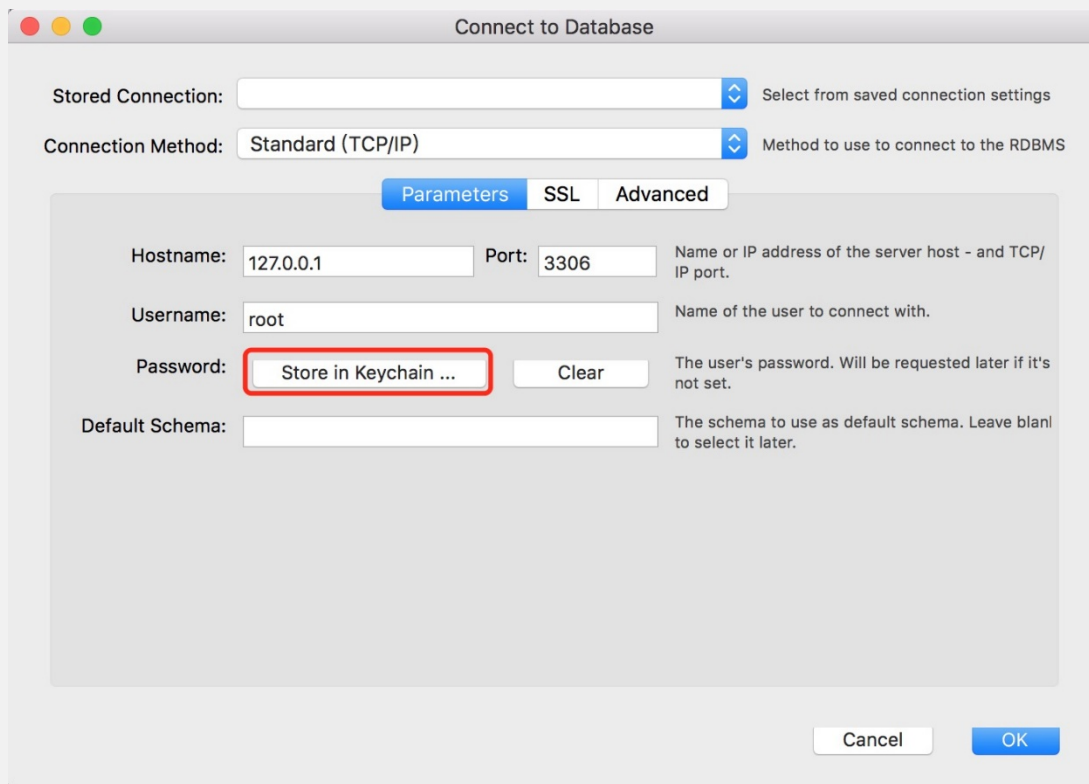 Connect to Database
Stored Connection:
Select from saved connection settings
Connection Method: Standard (TCP/IP)
Method to use to connect to the RDBMS
Parameters SSL Advanced
Hostname: 127.0.0.1 Port: 3306
Name or IP address of the server host - and TCP/
IP port.
Username: root
Name of the user to connect with.
Password: Store in Keychain ... Clear
The user's password. Will be requested later if it's
not set.
Default Schema:
The schema to use as default schema. Leave
to select it later.
Cancel OK